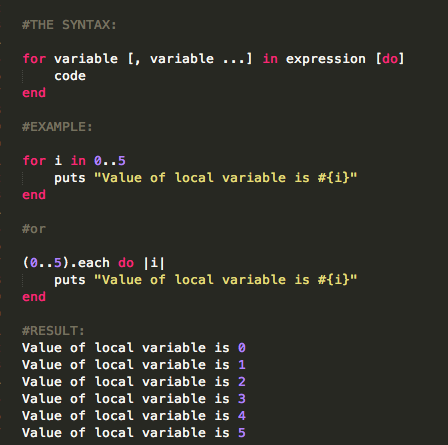 #THE SYNTAX:
for variable [, variable ...] in expression [do]
code
end
#EXAMPLE:
for i in 0..5
puts "Value of local variable is #{i}"
end
#or
(0..5).each do |i|
puts "Value of local variable is #{i}"
end
#RESULT:
Value of local variable is 0
Value of local variable is 1
Value of local variable is 2
Value of local variable is 3
Value of local variable is 4
Value of local variable is 5